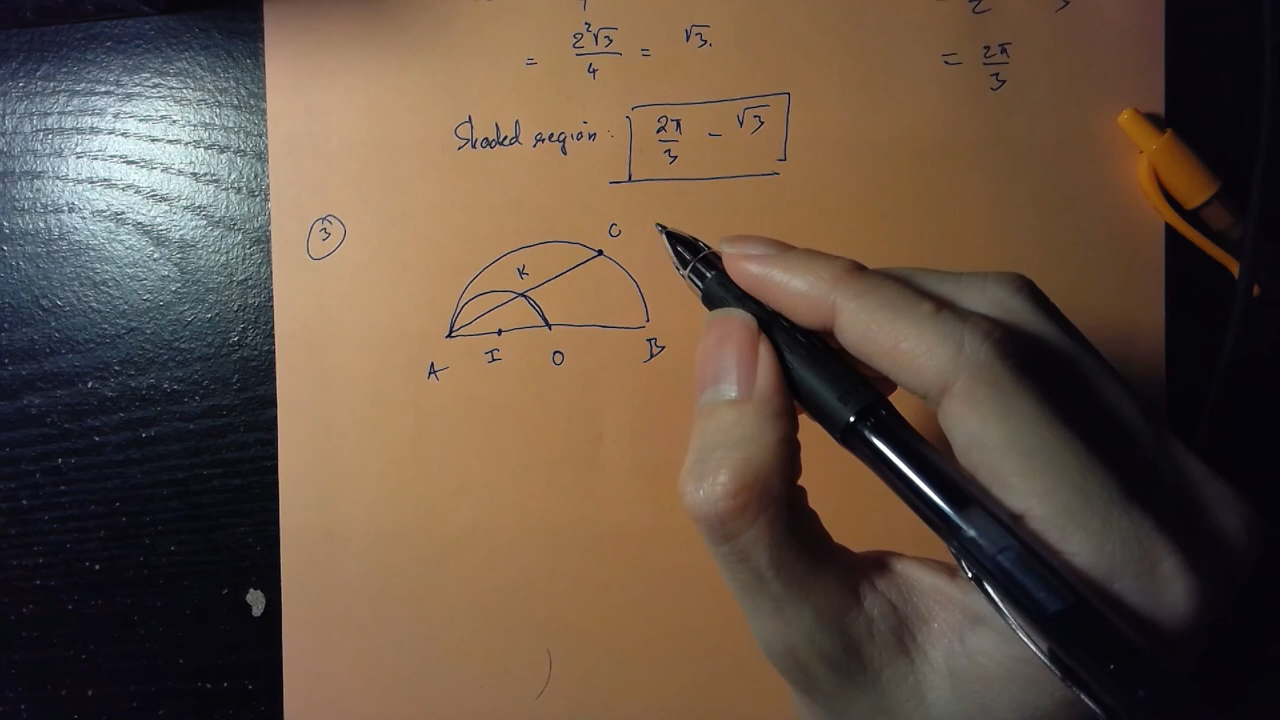 = 2²√3/4 = √3.
= 2π/3
Shaded region: 2π/3 - √3
3
C
K
A I O B